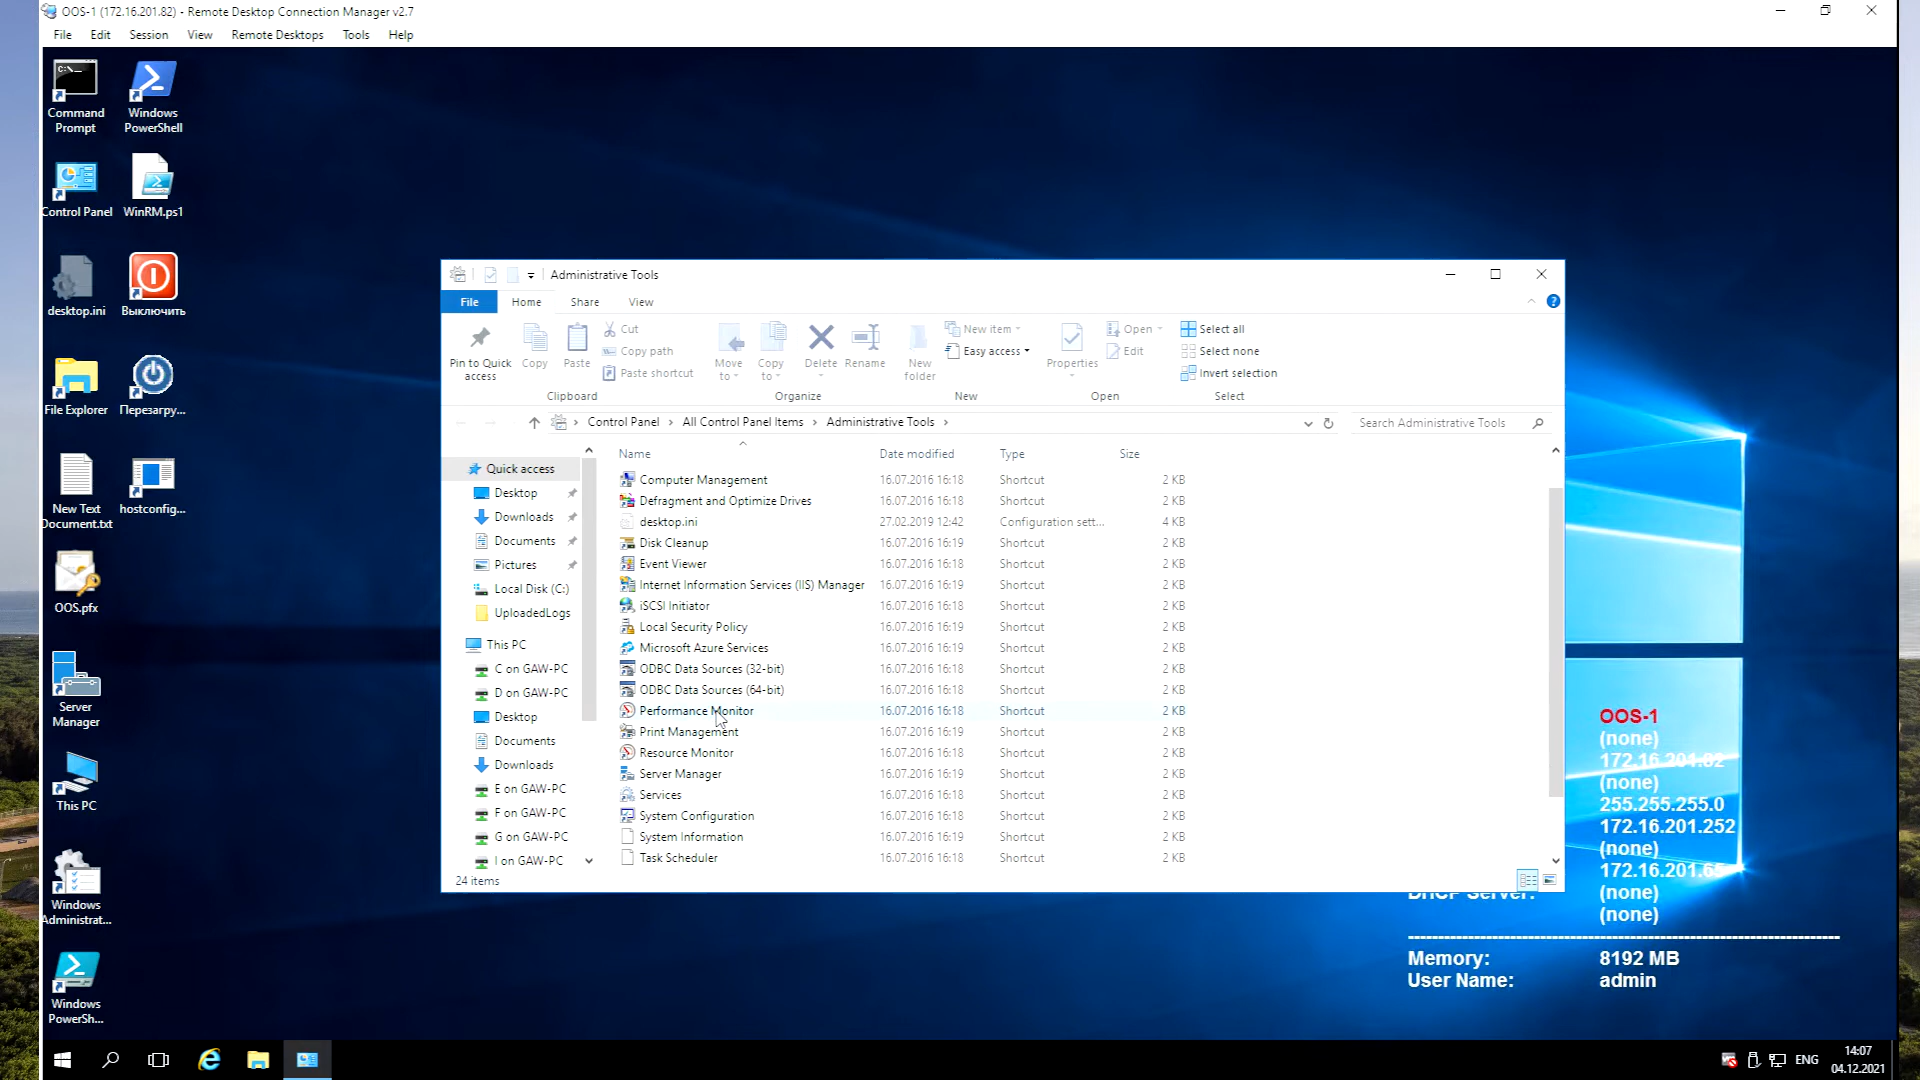 OOS-1 (172.16.201.82) - Remote Desktop Connection Manager v2.7
File Edit Session View Remote Desktops Tools Help
Command Prompt
Windows PowerShell
Control Panel
WinRM.ps1
desktop.ini
Выключить
File Explorer
Перезагру...
New Text Document.txt
hostconfig...
OOS.pfx
Server Manager
This PC
Windows Administrat...
Windows PowerSh...
Administrative Tools
File Home Share View
Pin to Quick access
Copy
Paste
Cut
Copy path
Paste shortcut
Clipboard
Move to
Copy to
Delete
Rename
Organize
New folder
New item
Easy access
New
Properties
Open
Edit
Open
Select all
Select none
Invert selection
Select
Control Panel > All Control Panel Items > Administrative Tools >
Search Administrative Tools
Quick access
Desktop
Downloads
Documents
Pictures
Local Disk (C:)
UploadedLogs
This PC
C on GAW-PC
D on GAW-PC
Desktop
Documents
Downloads
E on GAW-PC
F on GAW-PC
G on GAW-PC
I on GAW-PC
Name Date modified Type Size
Computer Management 16.07.2016 16:18 Shortcut 2 KB
Defragment and Optimize Drives 16.07.2016 16:18 Shortcut 2 KB
desktop.ini 27.02.2019 12:42 Configuration sett... 4 KB
Disk Cleanup 16.07.2016 16:19 Shortcut 2 KB
Event Viewer 16.07.2016 16:18 Shortcut 2 KB
Internet Information Services (IIS) Manager 16.07.2016 16:19 Shortcut 2 KB
iSCSI Initiator 16.07.2016 16:18 Shortcut 2 KB
Local Security Policy 16.07.2016 16:19 Shortcut 2 KB
Microsoft Azure Services 16.07.2016 16:19 Shortcut 2 KB
ODBC Data Sources (32-bit) 16.07.2016 16:18 Shortcut 2 KB
ODBC Data Sources (64-bit) 16.07.2016 16:18 Shortcut 2 KB
Performance Monitor 16.07.2016 16:18 Shortcut 2 KB
Print Management 16.07.2016 16:19 Shortcut 2 KB
Resource Monitor 16.07.2016 16:18 Shortcut 2 KB
Server Manager 16.07.2016 16:19 Shortcut 2 KB
Services 16.07.2016 16:18 Shortcut 2 KB
System Configuration 16.07.2016 16:18 Shortcut 2 KB
System Information 16.07.2016 16:19 Shortcut 2 KB
Task Scheduler 16.07.2016 16:18 Shortcut 2 KB
24 items
OOS-1
(none)
172.16.201.82
(none)
255.255.255.0
172.16.201.252
(none)
172.16.201.65
DHCP Server: (none)
(none)
Memory: 8192 MB
User Name: admin
ENG
14:07
04.12.2021